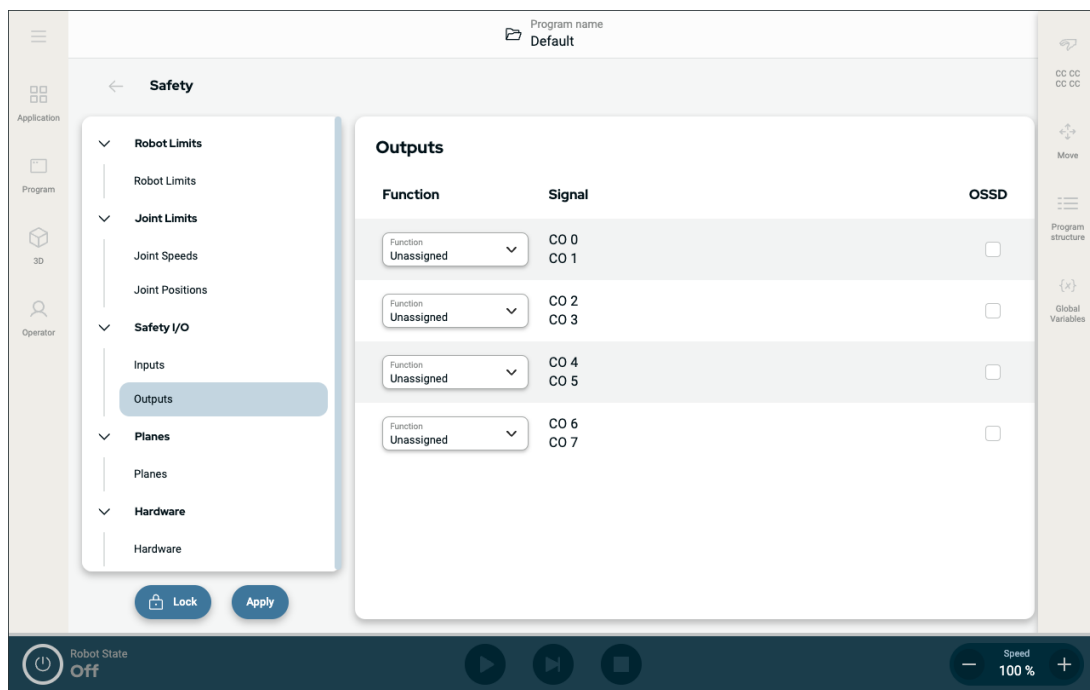 Program name
Default
Application
Program
3D
Operator
Safety
Robot Limits
Robot Limits
Joint Limits
Joint Speeds
Joint Positions
Safety I/O
Inputs
Outputs
Planes
Planes
Hardware
Hardware
Lock
Apply
Outputs
Function
Signal
OSSD
Function
Unassigned
CO 0
CO 1
Function
Unassigned
CO 2
CO 3
Function
Unassigned
CO 4
CO 5
Function
Unassigned
CO 6
CO 7
CC CC
CC CC
Move
Program
structure
{x}
Global
Variables
Robot State
Off
Speed
100 %